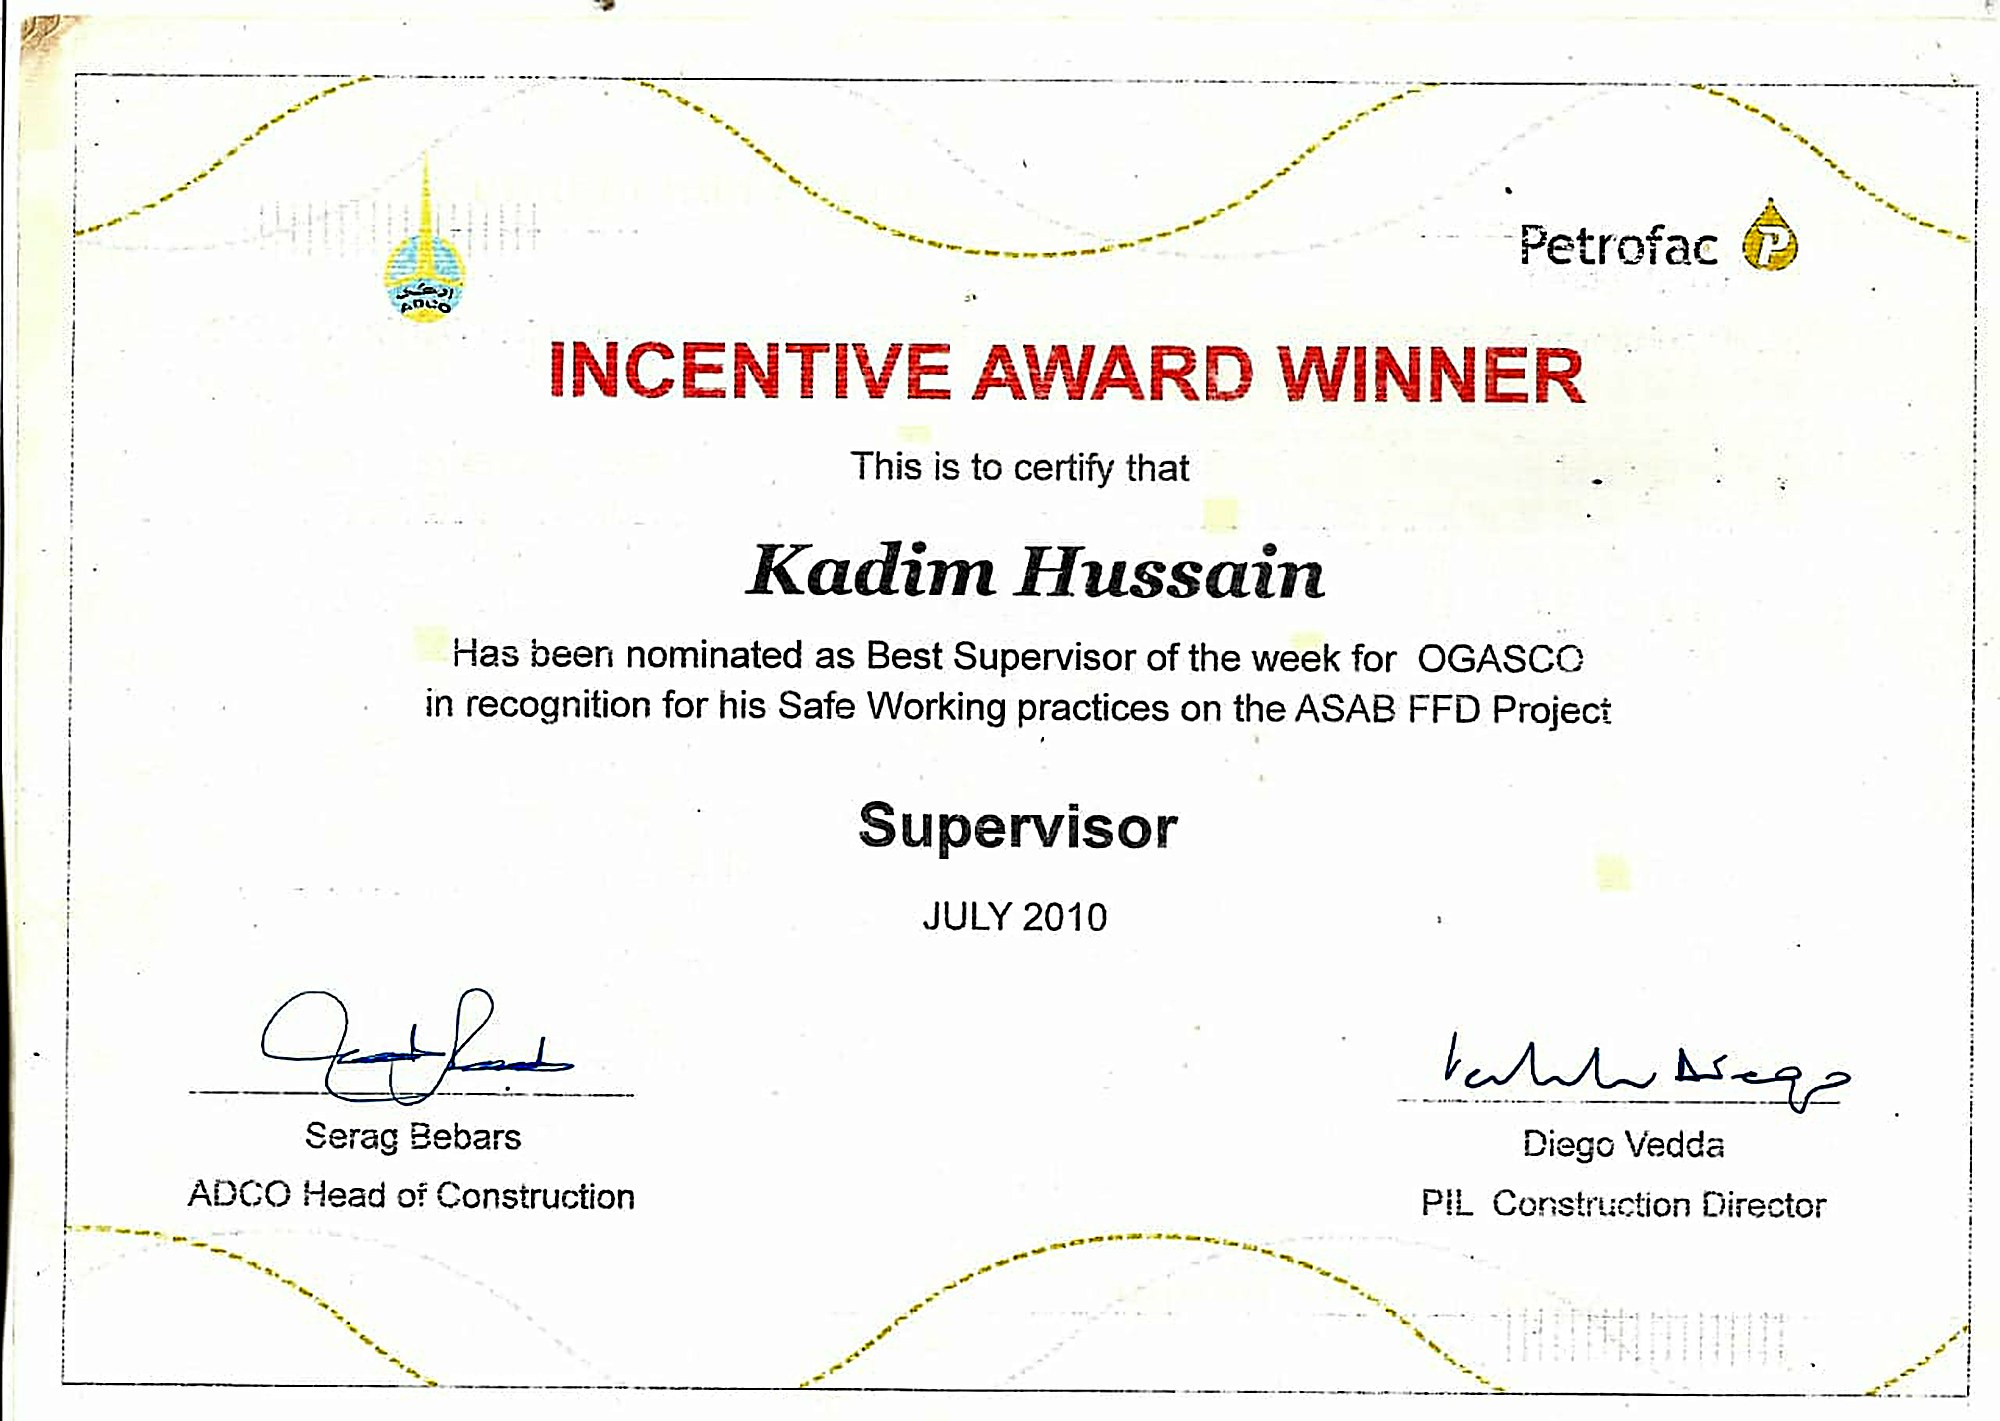 ادكو
ADCO
Petrofac
P
INCENTIVE AWARD WINNER
This is to certify that
Kadim Hussain
Has been nominated as Best Supervisor of the week for OGASCO
in recognition for his Safe Working practices on the ASAB FFD Project
Supervisor
JULY 2010
Serag Bebars
ADCO Head of Construction
Diego Vedda
PIL Construction Director